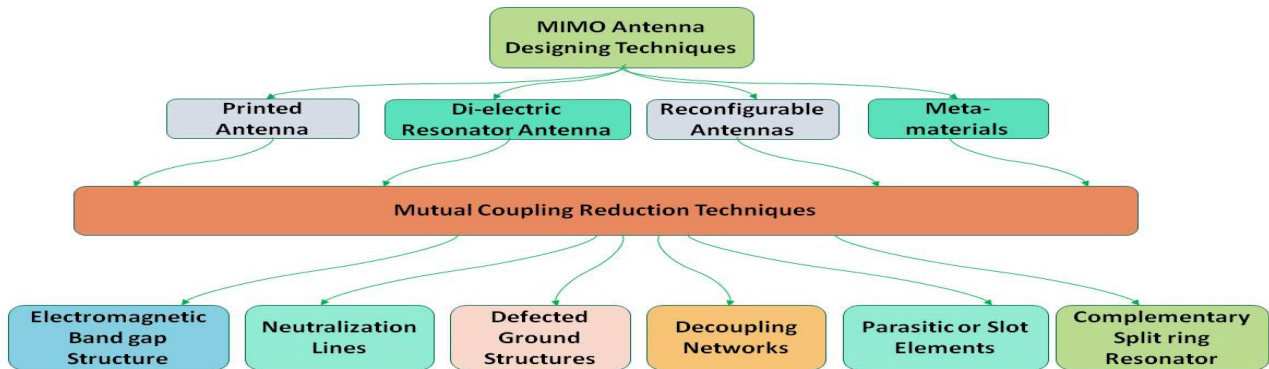 MIMO Antenna
Designing Techniques
Printed
Antenna
Di-electric
Resonator Antenna
Reconfigurable
Antennas
Meta-
materials
Mutual Coupling Reduction Techniques
Electromagnetic
Band gap
Structure
Neutralization
Lines
Defected
Ground
Structures
Decoupling
Networks
Parasitic or Slot
Elements
Complementary
Split ring
Resonator